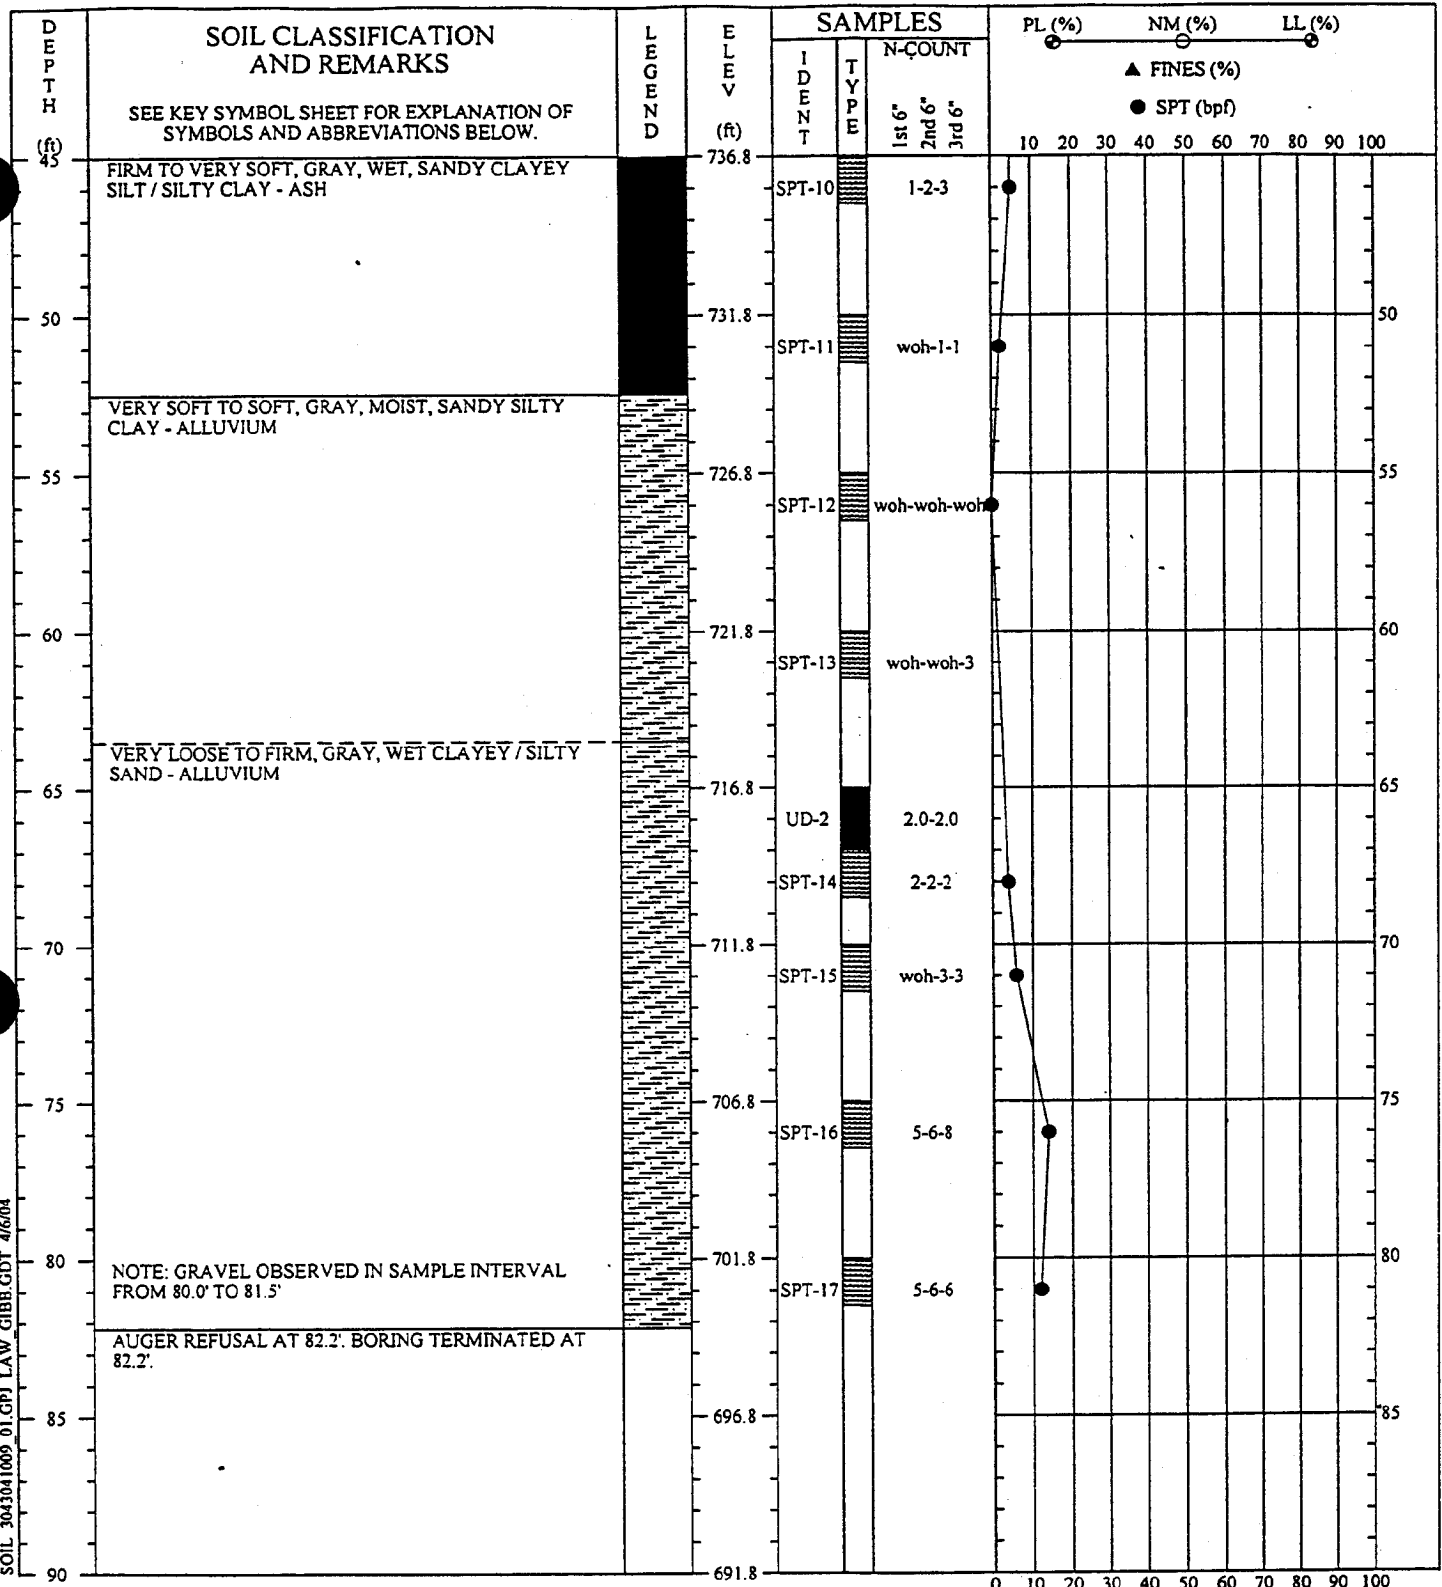 DEPTH
(ft)
SOIL CLASSIFICATION
AND REMARKS
SEE KEY SYMBOL SHEET FOR EXPLANATION OF
SYMBOLS AND ABBREVIATIONS BELOW.
LEGEND
ELEV
(ft)
SAMPLES
IDENT
TYPE
N-COUNT
1st 6"
2nd 6"
3rd 6"
PL (%) NM (%) LL (%)
▲ FINES (%)
● SPT (bpf)
10 20 30 40 50 60 70 80 90 100
45 736.8
FIRM TO VERY SOFT, GRAY, WET, SANDY CLAYEY
SILT / SILTY CLAY - ASH
SPT-10 1-2-3
50 731.8 50
SPT-11 woh-1-1
VERY SOFT TO SOFT, GRAY, MOIST, SANDY SILTY
CLAY - ALLUVIUM
55 726.8 55
SPT-12 woh-woh-woh
60 721.8 60
SPT-13 woh-woh-3
VERY LOOSE TO FIRM, GRAY, WET CLAYEY / SILTY
SAND - ALLUVIUM
65 716.8 65
UD-2 2.0-2.0
SPT-14 2-2-2
70 711.8 70
SPT-15 woh-3-3
75 706.8 75
SPT-16 5-6-8
80 701.8 80
NOTE: GRAVEL OBSERVED IN SAMPLE INTERVAL
FROM 80.0' TO 81.5'
SPT-17 5-6-6
AUGER REFUSAL AT 82.2'. BORING TERMINATED AT
82.2'.
85 696.8 85
90 691.8
0 10 20 30 40 50 60 70 80 90 100
SOIL 3043041009_01.GPJ LAW_GIBB.GDT 4/6/04